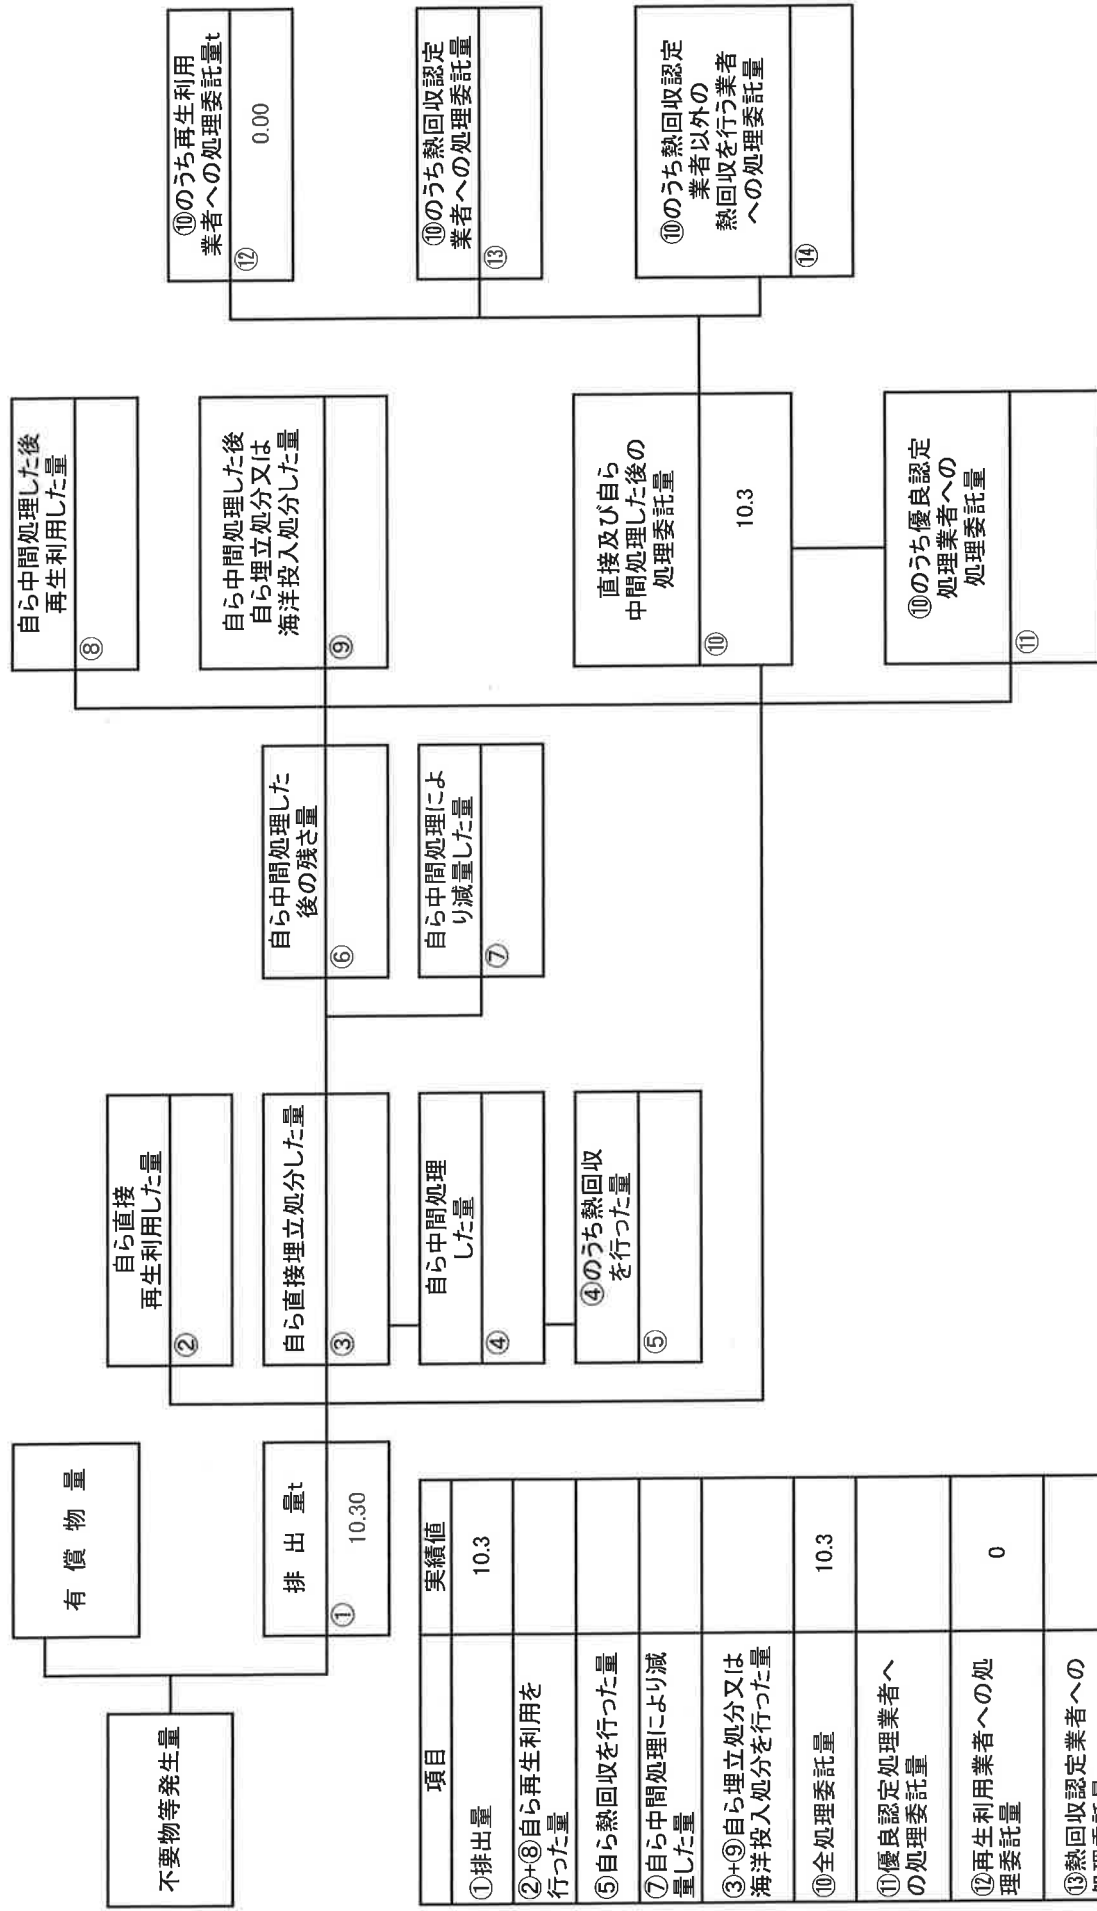 不要物等発生量
有 償 物 量
排 出 量t
①
10.30
自ら直接
再生利用した量
②
自ら直接埋立処分した量
③
自ら中間処理
した量
④
④のうち熱回収
を行った量
⑤
自ら中間処理した
後の残さ量
⑥
自ら中間処理によ
り減量した量
⑦
自ら中間処理した後
再生利用した量
⑧
自ら中間処理した後
自ら埋立処分又は
海洋投入処分した量
⑨
直接及び自ら
中間処理した後の
処理委託量
⑩
10.3
⑩のうち優良認定
処理業者への
処理委託量
⑪
⑩のうち再生利用
業者への処理委託量t
⑫
0.00
⑩のうち熱回収認定
業者への処理委託量
⑬
⑩のうち熱回収認定
業者以外の
熱回収を行う業者
への処理委託量
⑭
項目 実績値
①排出量 10.3
②+⑧自ら再生利用を
行った量
⑤自ら熱回収を行った量
⑦自ら中間処理により減
量した量
③+⑨自ら埋立処分又は
海洋投入処分を行った量
⑩全処理委託量 10.3
⑪優良認定処理業者へ
の処理委託量
⑫再生利用業者への処
理委託量 0
⑬熱回収認定業者への